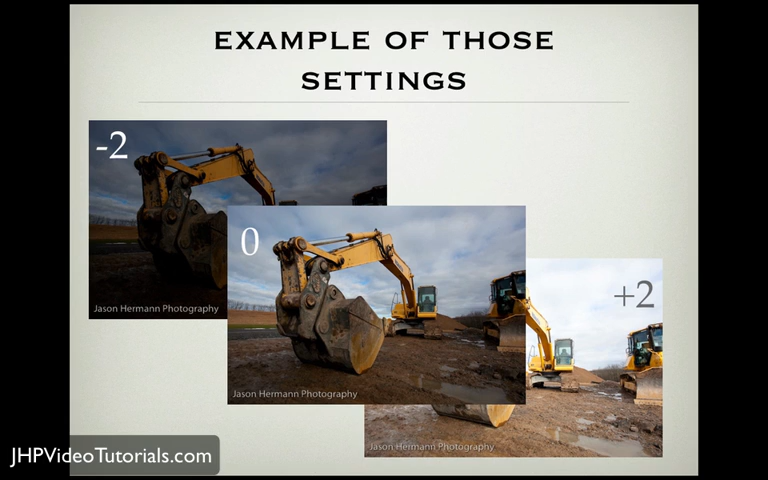 EXAMPLE OF THOSE
SETTINGS
-2
0
+2
Jason Hermann Photography
Jason Hermann Photography
Jason Hermann Photography
JHPVideoTutorials.com